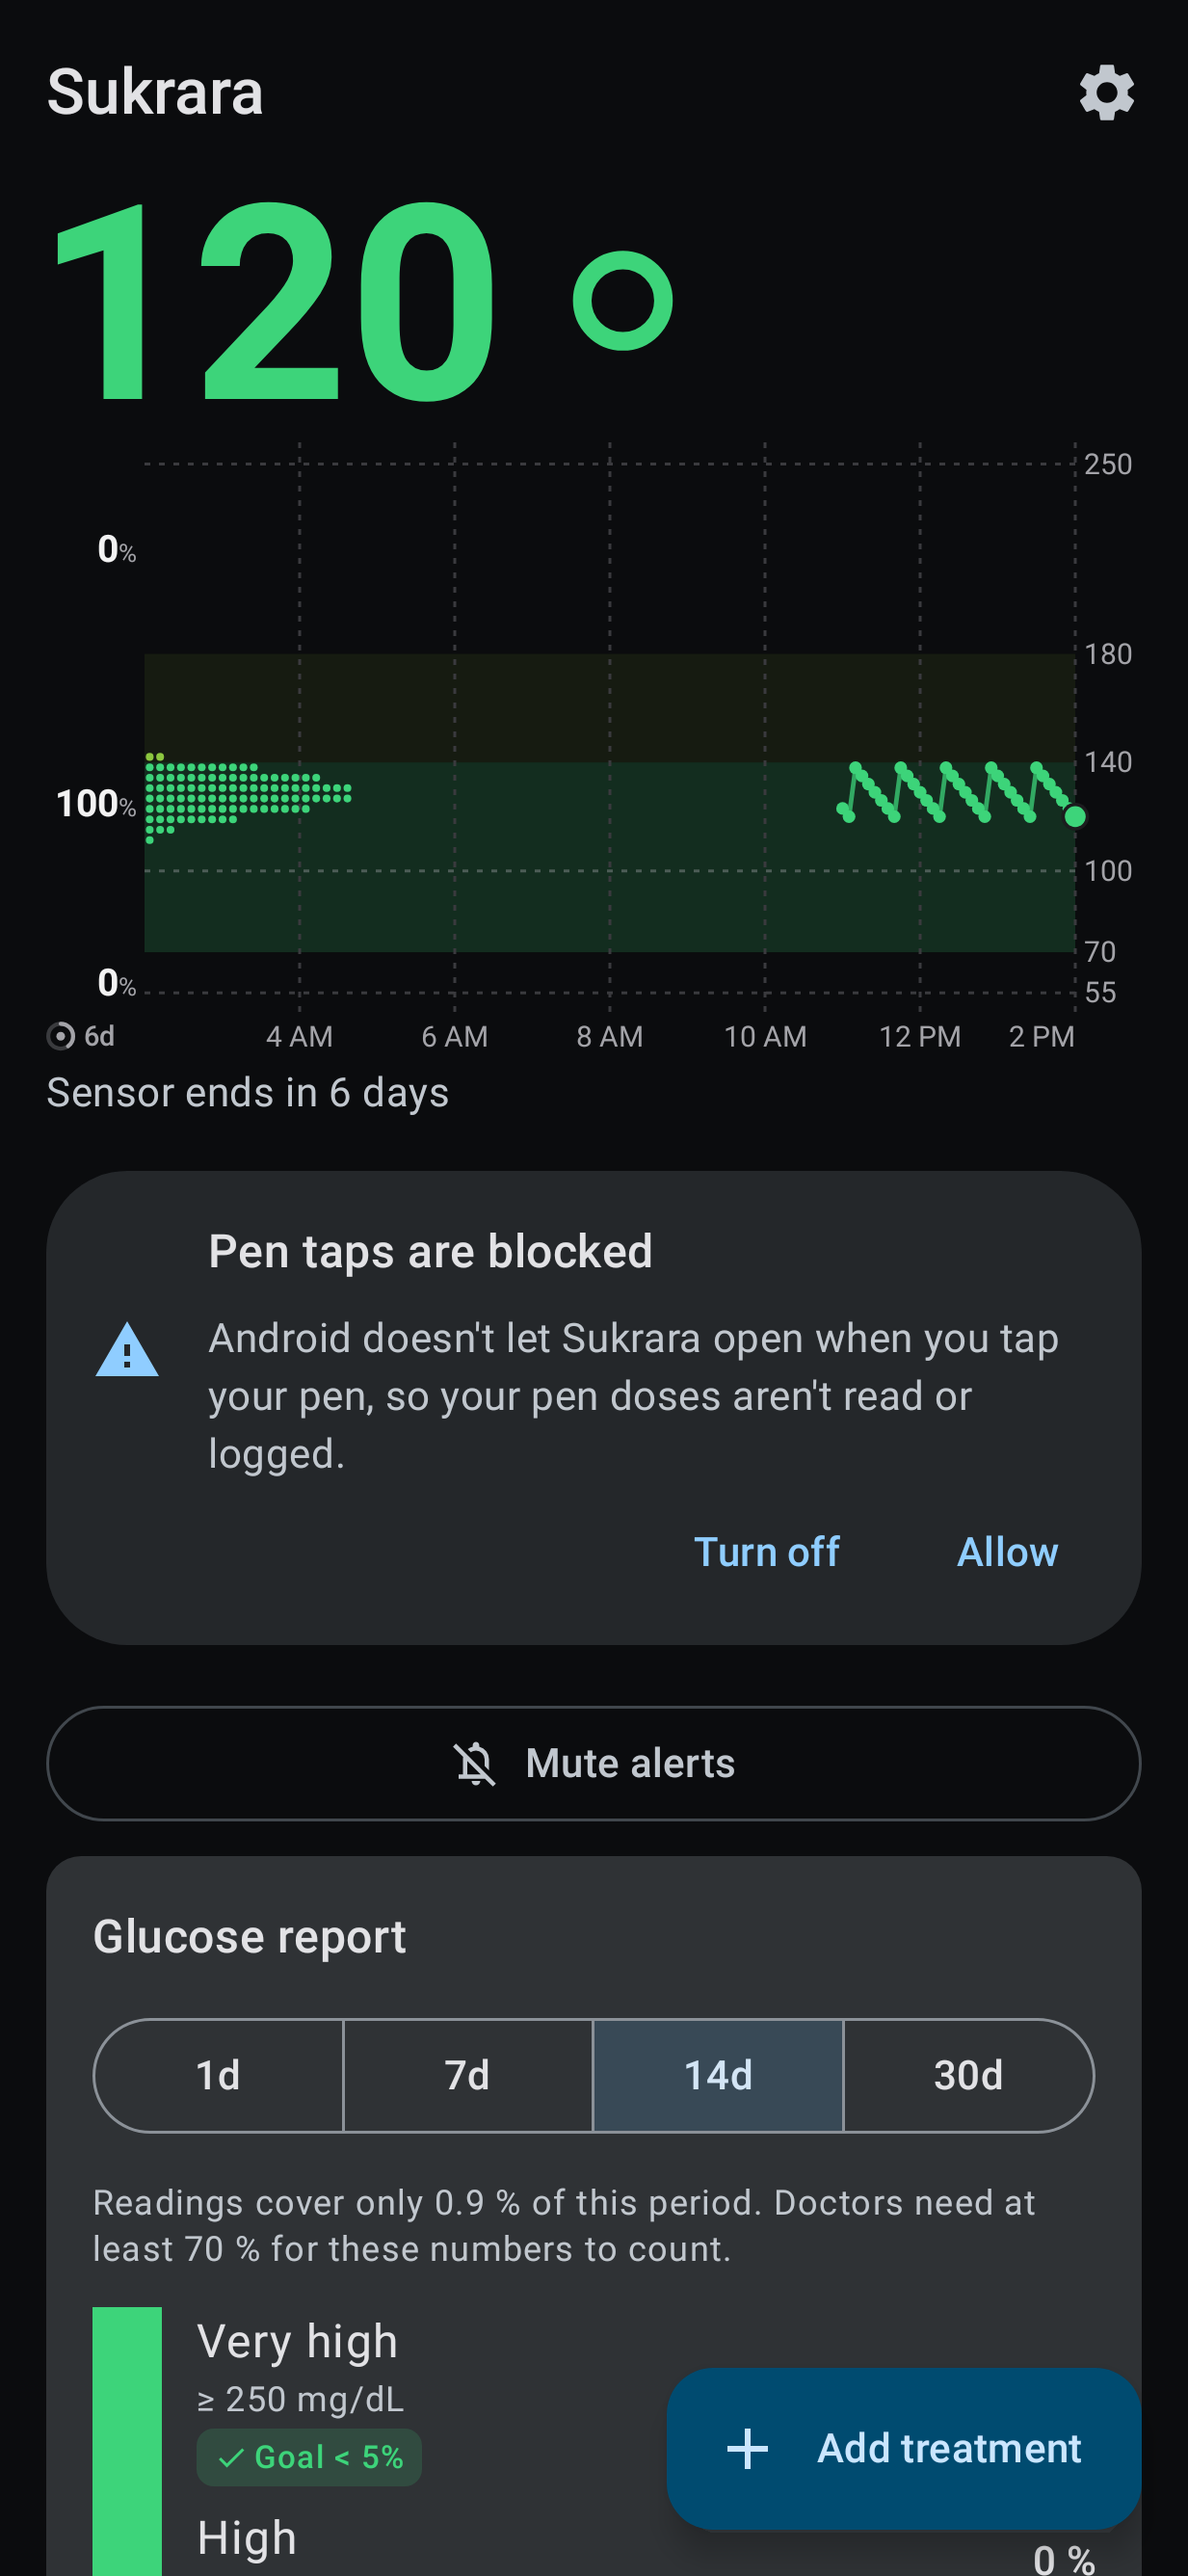 Sukrara
120
250
0%
180
140
100%
100
70
0%
55
6d
4 AM
6 AM
8 AM
10 AM
12 PM
2 PM
Sensor ends in 6 days
Pen taps are blocked
Android doesn't let Sukrara open when you tap
your pen, so your pen doses aren't read or
logged.
Turn off
Allow
Mute alerts
Glucose report
1d
7d
14d
30d
Readings cover only 0.9 % of this period. Doctors need at
least 70 % for these numbers to count.
Very high
≥ 250 mg/dL
Goal < 5%
Add treatment
High
0 %